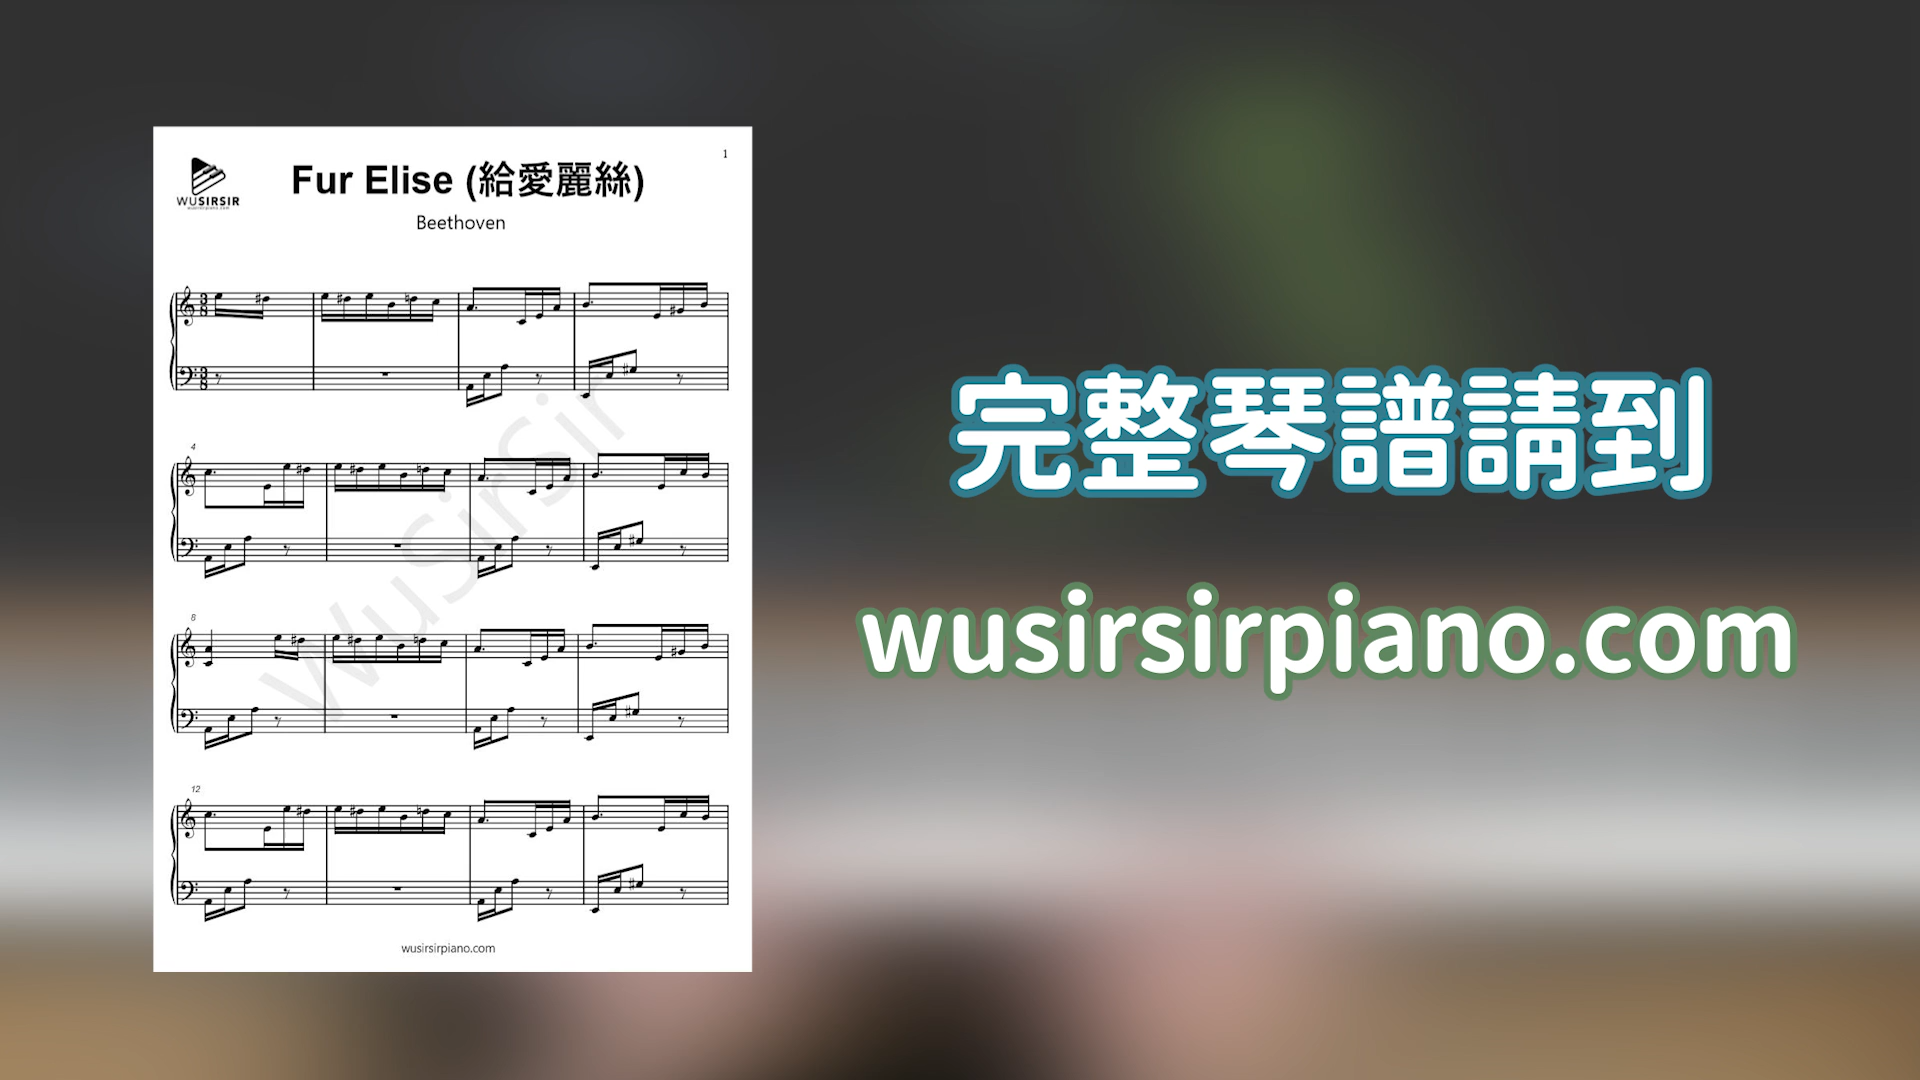 WUSIRSIR
Fur Elise (給愛麗絲)
1
Beethoven
4
8
12
WuSirSir
wusirsirpiano.com
完整琴譜請到
wusirsirpiano.com